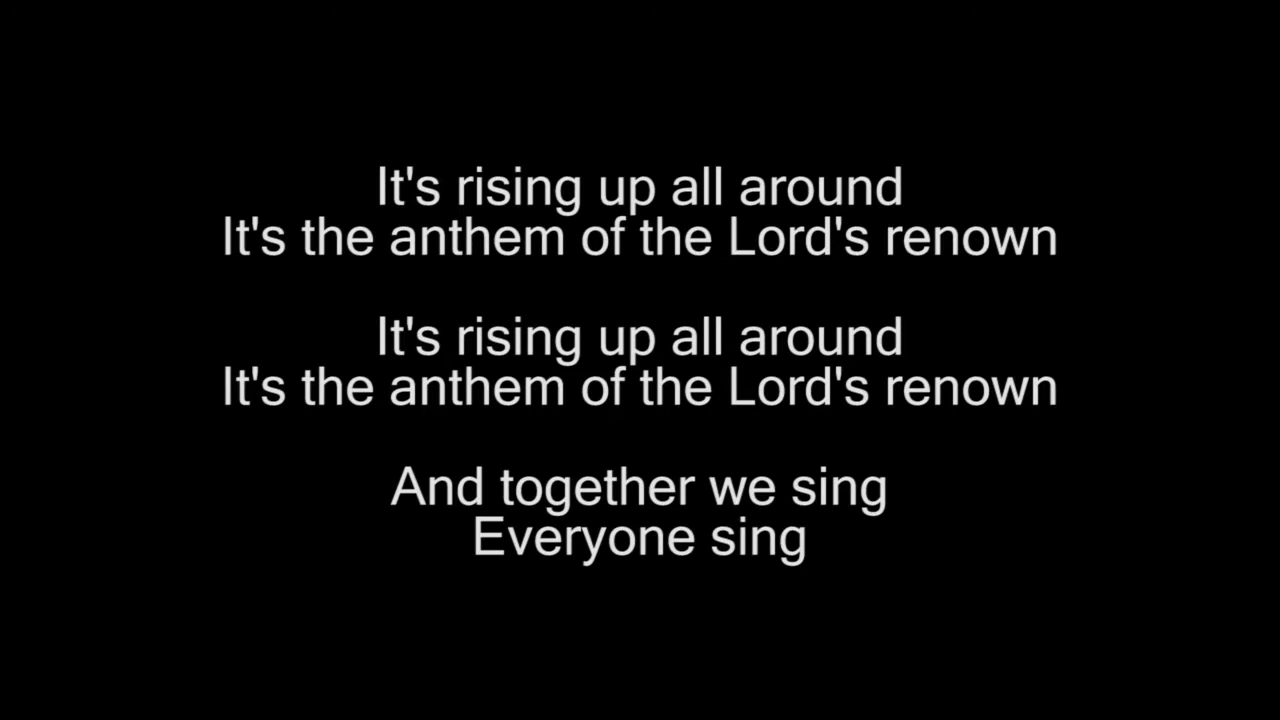 It's rising up all around
It's the anthem of the Lord's renown
It's rising up all around
It's the anthem of the Lord's renown
And together we sing
Everyone sing